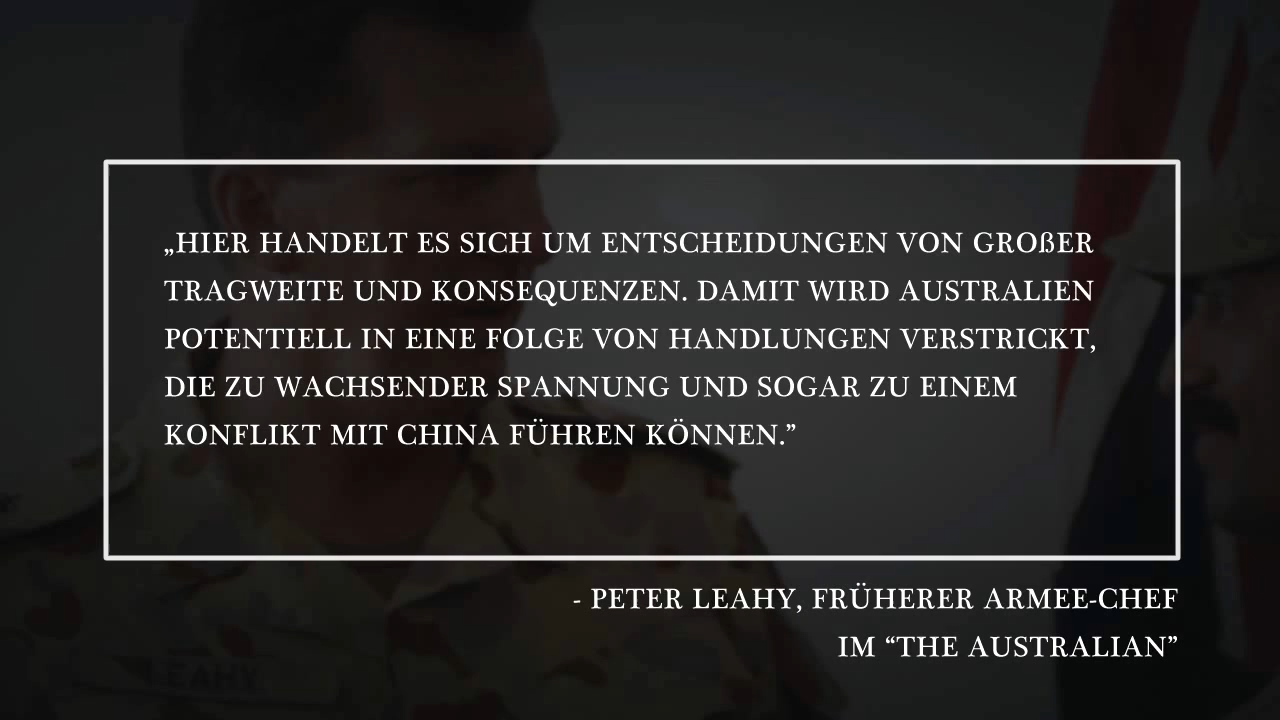 „HIER HANDELT ES SICH UM ENTSCHEIDUNGEN VON GROßER
TRAGWEITE UND KONSEQUENZEN. DAMIT WIRD AUSTRALIEN
POTENTIELL IN EINE FOLGE VON HANDLUNGEN VERSTRICKT,
DIE ZU WACHSENDER SPANNUNG UND SOGAR ZU EINEM
KONFLIKT MIT CHINA FÜHREN KÖNNEN.”
- PETER LEAHY, FRÜHERER ARMEE-CHEF
IM “THE AUSTRALIAN”
LEAHY